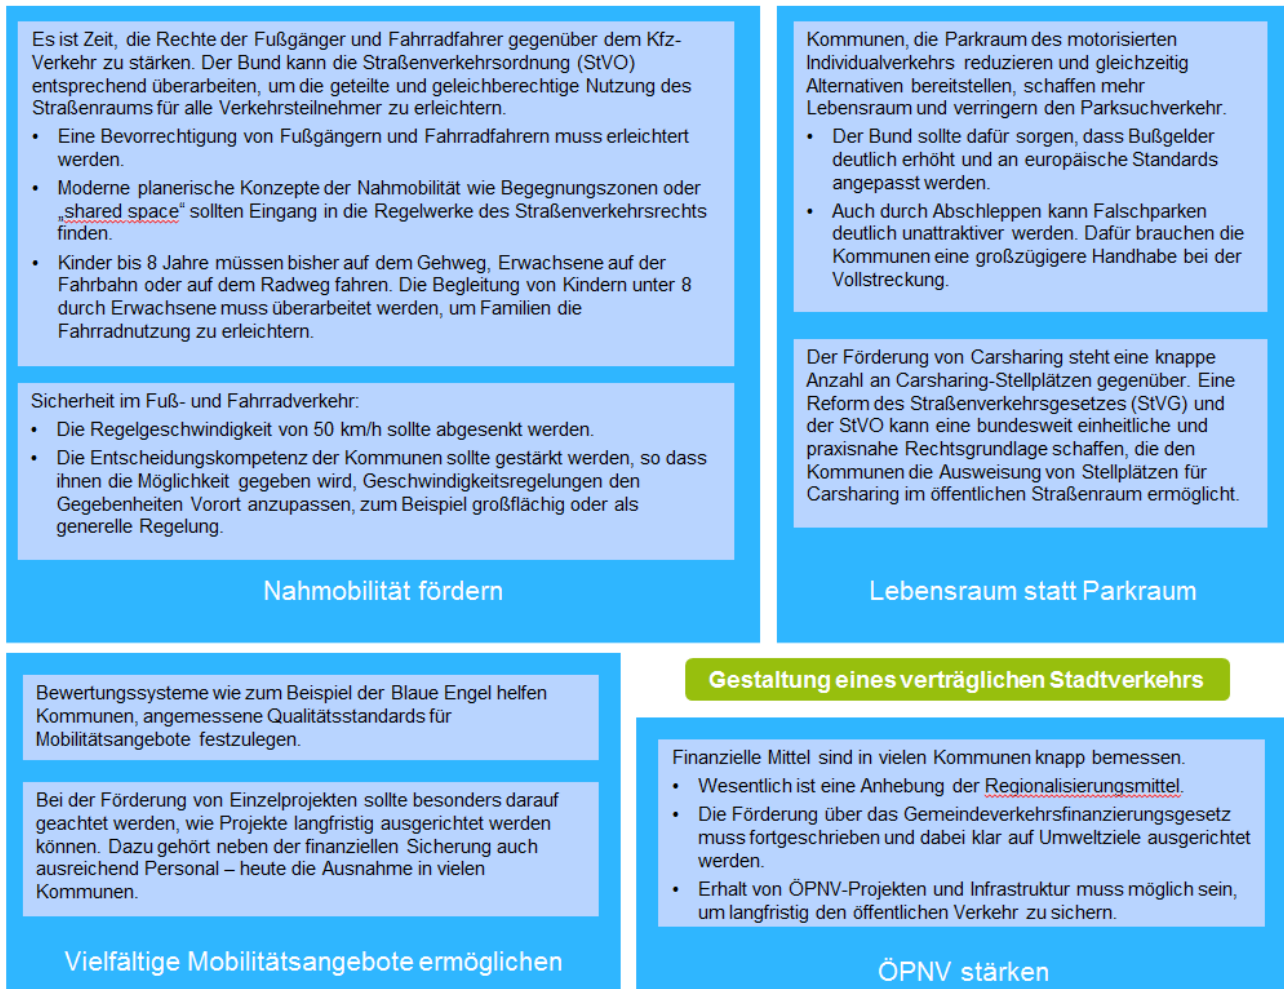 Es ist Zeit, die Rechte der Fußgänger und Fahrradfahrer gegenüber dem Kfz-
Verkehr zu stärken. Der Bund kann die Straßenverkehrsordnung (StVO)
entsprechend überarbeiten, um die geteilte und geleichberechige Nutzung des
Straßenraums für alle Verkehrsteilnehmer zu erleichtern.
• Eine Bevorrechtigung von Fußgängern und Fahrradfahrern muss erleichtert
werden.
• Moderne planerische Konzepte der Nahmobilität wie Begegnungszonen oder
„shared space“ sollten Eingang in die Regelwerke des Straßenverkehrsrechts
finden.
• Kinder bis 8 Jahre müssen bisher auf dem Gehweg, Erwachsene auf der
Fahrbahn oder auf dem Radweg fahren. Die Begleitung von Kindern unter 8
durch Erwachsene muss überarbeitet werden, um Familien die
Fahrradnutzung zu erleichtern.
Sicherheit im Fuß- und Fahrradverkehr:
• Die Regelgeschwindigkeit von 50 km/h sollte abgesenkt werden.
• Die Entscheidungskompetenz der Kommunen sollte gestärkt werden, so dass
ihnen die Möglichkeit gegeben wird, Geschwindigkeitsregelungen den
Gegebenheiten Vorort anzupassen, zum Beispiel großflächig oder als
generelle Regelung.
Nahmobilität fördern
Kommunen, die Parkraum des motorisierten
Individualverkehrs reduzieren und gleichzeitig
Alternativen bereitstellen, schaffen mehr
Lebensraum und verringern den Parksuchverkehr.
• Der Bund sollte dafür sorgen, dass Bußgelder
deutlich erhöht und an europäische Standards
angepasst werden.
• Auch durch Abschleppen kann Falschparken
deutlich unattraktiver werden. Dafür brauchen die
Kommunen eine großzügigere Handhabe bei der
Vollstreckung.
Der Förderung von Carsharing steht eine knappe
Anzahl an Carsharing-Stellplätzen gegenüber. Eine
Reform des Straßenverkehrsgesetzes (StVG) und
der StVO kann eine bundesweit einheitliche und
praxisnahe Rechtsgrundlage schaffen, die den
Kommunen die Ausweisung von Stellplätzen für
Carsharing im öffentlichen Straßenraum ermöglicht.
Lebensraum statt Parkraum
Bewertungssysteme wie zum Beispiel der Blaue Engel helfen
Kommunen, angemessene Qualitätsstandards für
Mobilitätsangebote festzulegen.
Bei der Förderung von Einzelprojekten sollte besonders darauf
geachtet werden, wie Projekte langfristig ausgerichtet werden
können. Dazu gehört neben der finanziellen Sicherung auch
ausreichend Personal – heute die Ausnahme in vielen
Kommunen.
Vielfältige Mobilitätsangebote ermöglichen
Gestaltung eines verträglichen Stadtverkehrs
Finanzielle Mittel sind in vielen Kommunen knapp bemessen.
• Wesentlich ist eine Anhebung der Regionalisierungsmittel.
• Die Förderung über das Gemeindeverkehrsfinanzierungsgesetz
muss fortgeschrieben und dabei klar auf Umweltziele ausgerichtet
werden.
• Erhalt von ÖPNV-Projekten und Infrastruktur muss möglich sein,
um langfristig den öffentlichen Verkehr zu sichern.
ÖPNV stärken